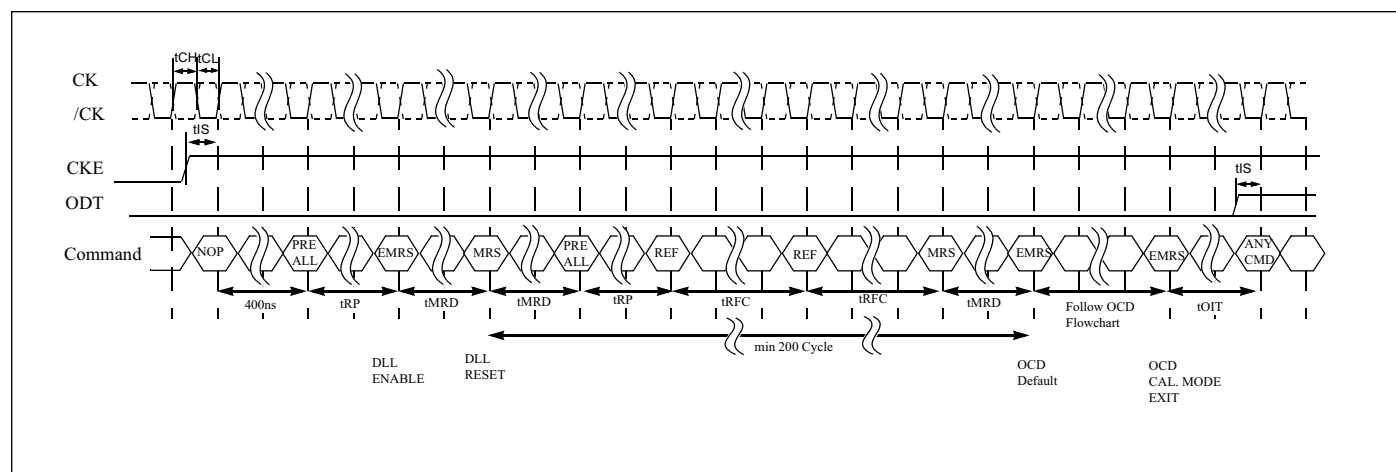 tCH tCL
CK
/CK
tIS
CKE
tIS
ODT
Command
NOP
PRE
ALL
EMRS
MRS
PRE
ALL
REF
REF
MRS
EMRS
EMRS
ANY
CMD
400ns
tRP
tMRD
tMRD
tRP
tRFC
tRFC
tMRD
Follow OCD
Flowchart
tOIT
min 200 Cycle
DLL
ENABLE
DLL
RESET
OCD
Default
OCD
CAL. MODE
EXIT